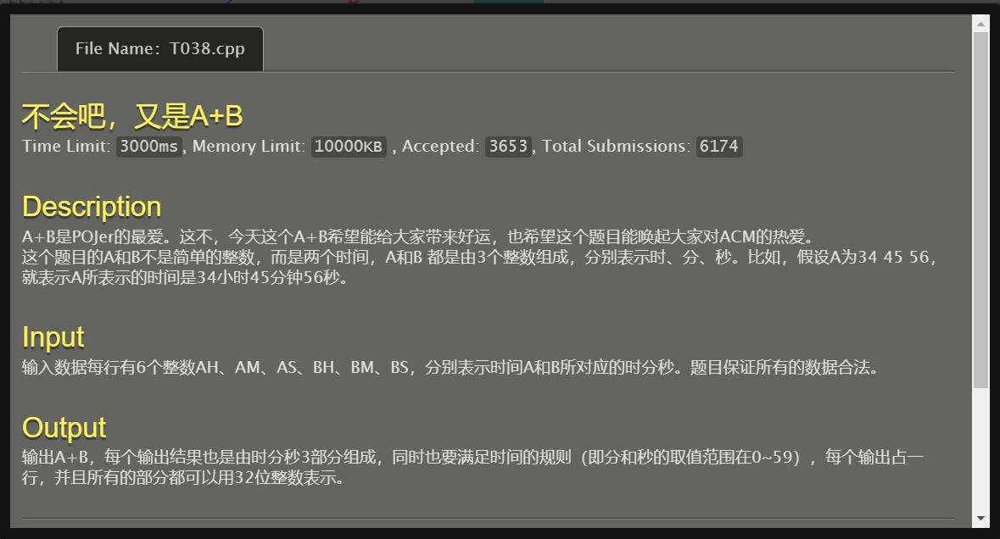 File Name：T038.cpp
不会吧，又是A+B
Time Limit: 3000ms, Memory Limit: 10000KB , Accepted: 3653, Total Submissions: 6174
Description
A+B是POJer的最爱。这不，今天这个A+B希望能给大家带来好运，也希望这个题目能唤起大家对ACM的热爱。
这个题目的A和B不是简单的整数，而是两个时间，A和B 都是由3个整数组成，分别表示时、分、秒。比如，假设A为34 45 56，
就表示A所表示的时间是34小时45分钟56秒。
Input
输入数据每行有6个整数AH、AM、AS、BH、BM、BS，分别表示时间A和B所对应的时分秒。题目保证所有的数据合法。
Output
输出A+B，每个输出结果也是由时分秒3部分组成，同时也要满足时间的规则（即分和秒的取值范围在0~59），每个输出占一
行，并且所有的部分都可以用32位整数表示。